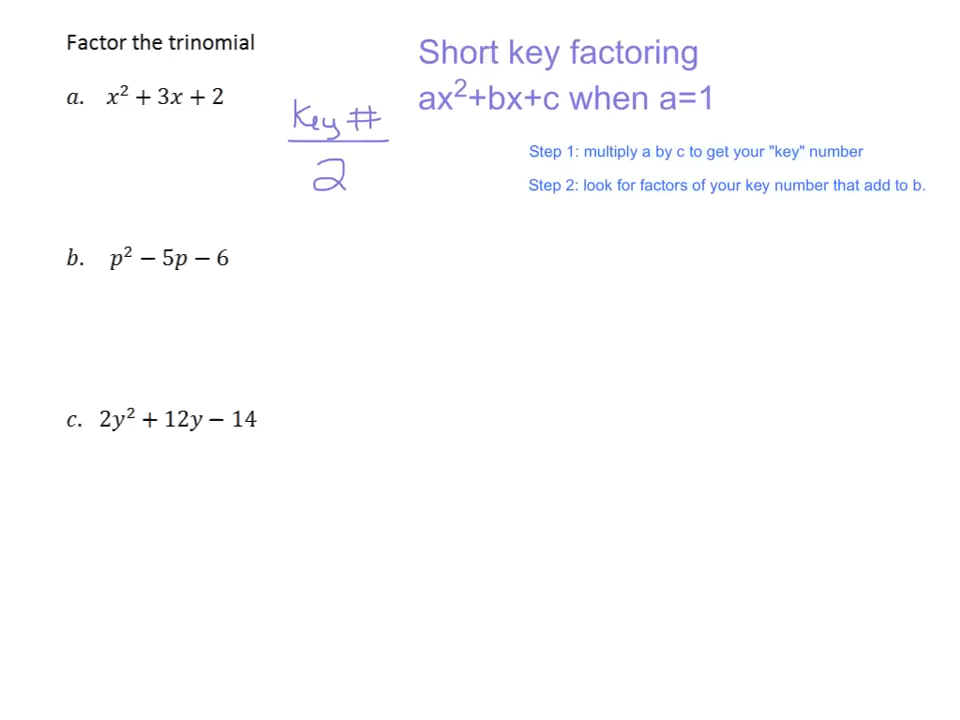 Factor the trinomial
a. x² + 3x + 2
Key #
2
Short key factoring
ax²+bx+c when a=1
Step 1: multiply a by c to get your "key" number
Step 2: look for factors of your key number that add to b.
b. p² − 5p − 6
c. 2y² + 12y − 14